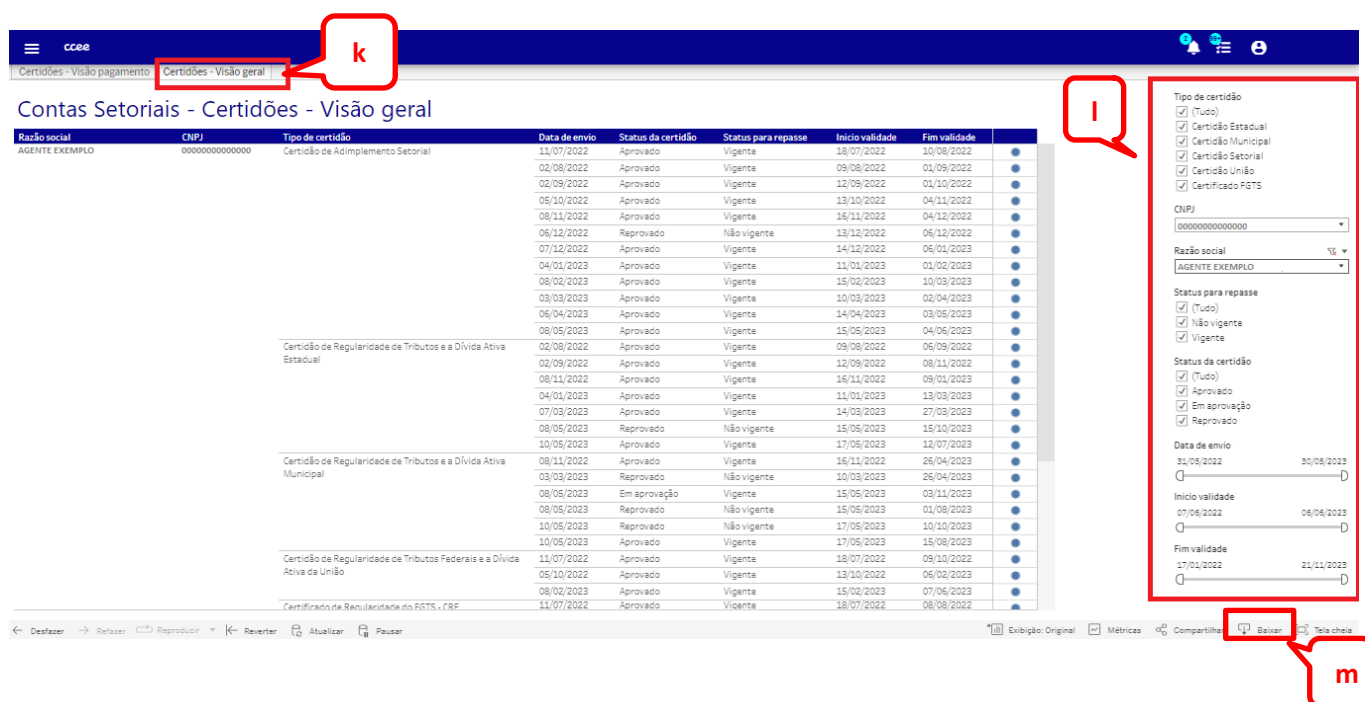 k
ccee
2
99+
Certidões - Visão pagamento Certidões - Visão geral
Contas Setoriais - Certidões - Visão geral
l
Razão social CNPJ Tipo de certidão Data de envio Status da certidão Status para repasse Inicio validade Fim validade
AGENTE EXEMPLO 00000000000000 Certidão de Adimplemento Setorial 11/07/2022 Aprovado Vigente 18/07/2022 10/08/2022
02/08/2022 Aprovado Vigente 09/08/2022 01/09/2022
02/09/2022 Aprovado Vigente 12/09/2022 01/10/2022
05/10/2022 Aprovado Vigente 13/10/2022 04/11/2022
08/11/2022 Aprovado Vigente 16/11/2022 04/12/2022
06/12/2022 Reprovado Não vigente 13/12/2022 06/12/2022
07/12/2022 Aprovado Vigente 14/12/2022 06/01/2023
04/01/2023 Aprovado Vigente 11/01/2023 01/02/2023
08/02/2023 Aprovado Vigente 15/02/2023 10/03/2023
03/03/2023 Aprovado Vigente 10/03/2023 02/04/2023
06/04/2023 Aprovado Vigente 14/04/2023 03/05/2023
08/05/2023 Aprovado Vigente 15/05/2023 04/06/2023
Certidão de Regularidade de Tributos e a Dívida Ativa 02/08/2022 Aprovado Vigente 09/08/2022 06/09/2022
Estadual 02/09/2022 Aprovado Vigente 12/09/2022 08/11/2022
08/11/2022 Aprovado Vigente 16/11/2022 09/01/2023
04/01/2023 Aprovado Vigente 11/01/2023 13/03/2023
07/03/2023 Aprovado Vigente 14/03/2023 27/03/2023
08/05/2023 Reprovado Não vigente 15/05/2023 15/10/2023
10/05/2023 Aprovado Vigente 17/05/2023 12/07/2023
Certidão de Regularidade de Tributos e a Dívida Ativa 08/11/2022 Aprovado Vigente 16/11/2022 26/04/2023
Municipal 03/03/2023 Reprovado Não vigente 10/03/2023 26/04/2023
08/05/2023 Em aprovação Vigente 15/05/2023 03/11/2023
08/05/2023 Reprovado Não vigente 15/05/2023 01/08/2023
10/05/2023 Reprovado Não vigente 17/05/2023 10/10/2023
10/05/2023 Aprovado Vigente 17/05/2023 15/08/2023
Certidão de Regularidade de Tributos Federais e a Dívida 11/07/2022 Aprovado Vigente 18/07/2022 09/10/2022
Ativa da União 05/10/2022 Aprovado Vigente 13/10/2022 06/02/2023
08/02/2023 Aprovado Vigente 15/02/2023 07/06/2023
Certificado de Regularidade do FGTS - CRF 11/07/2022 Aprovado Vigente 18/07/2022 08/08/2022
Tipo de certidão
(Tudo)
Certidão Estadual
Certidão Municipal
Certidão Setorial
Certidão União
Certificado FGTS
CNPJ
00000000000000
Razão social
AGENTE EXEMPLO
Status para repasse
(Tudo)
Não vigente
Vigente
Status da certidão
(Tudo)
Aprovado
Em aprovação
Reprovado
Data de envio
31/05/2022 30/05/2023
Inicio validade
07/06/2022 06/06/2023
Fim validade
17/01/2022 21/11/2023
Desfazer Refazer Reproduzir Reverter Atualizar Pausar Exibição: Original Métricas Compartilhar Baixar Tela cheia
m